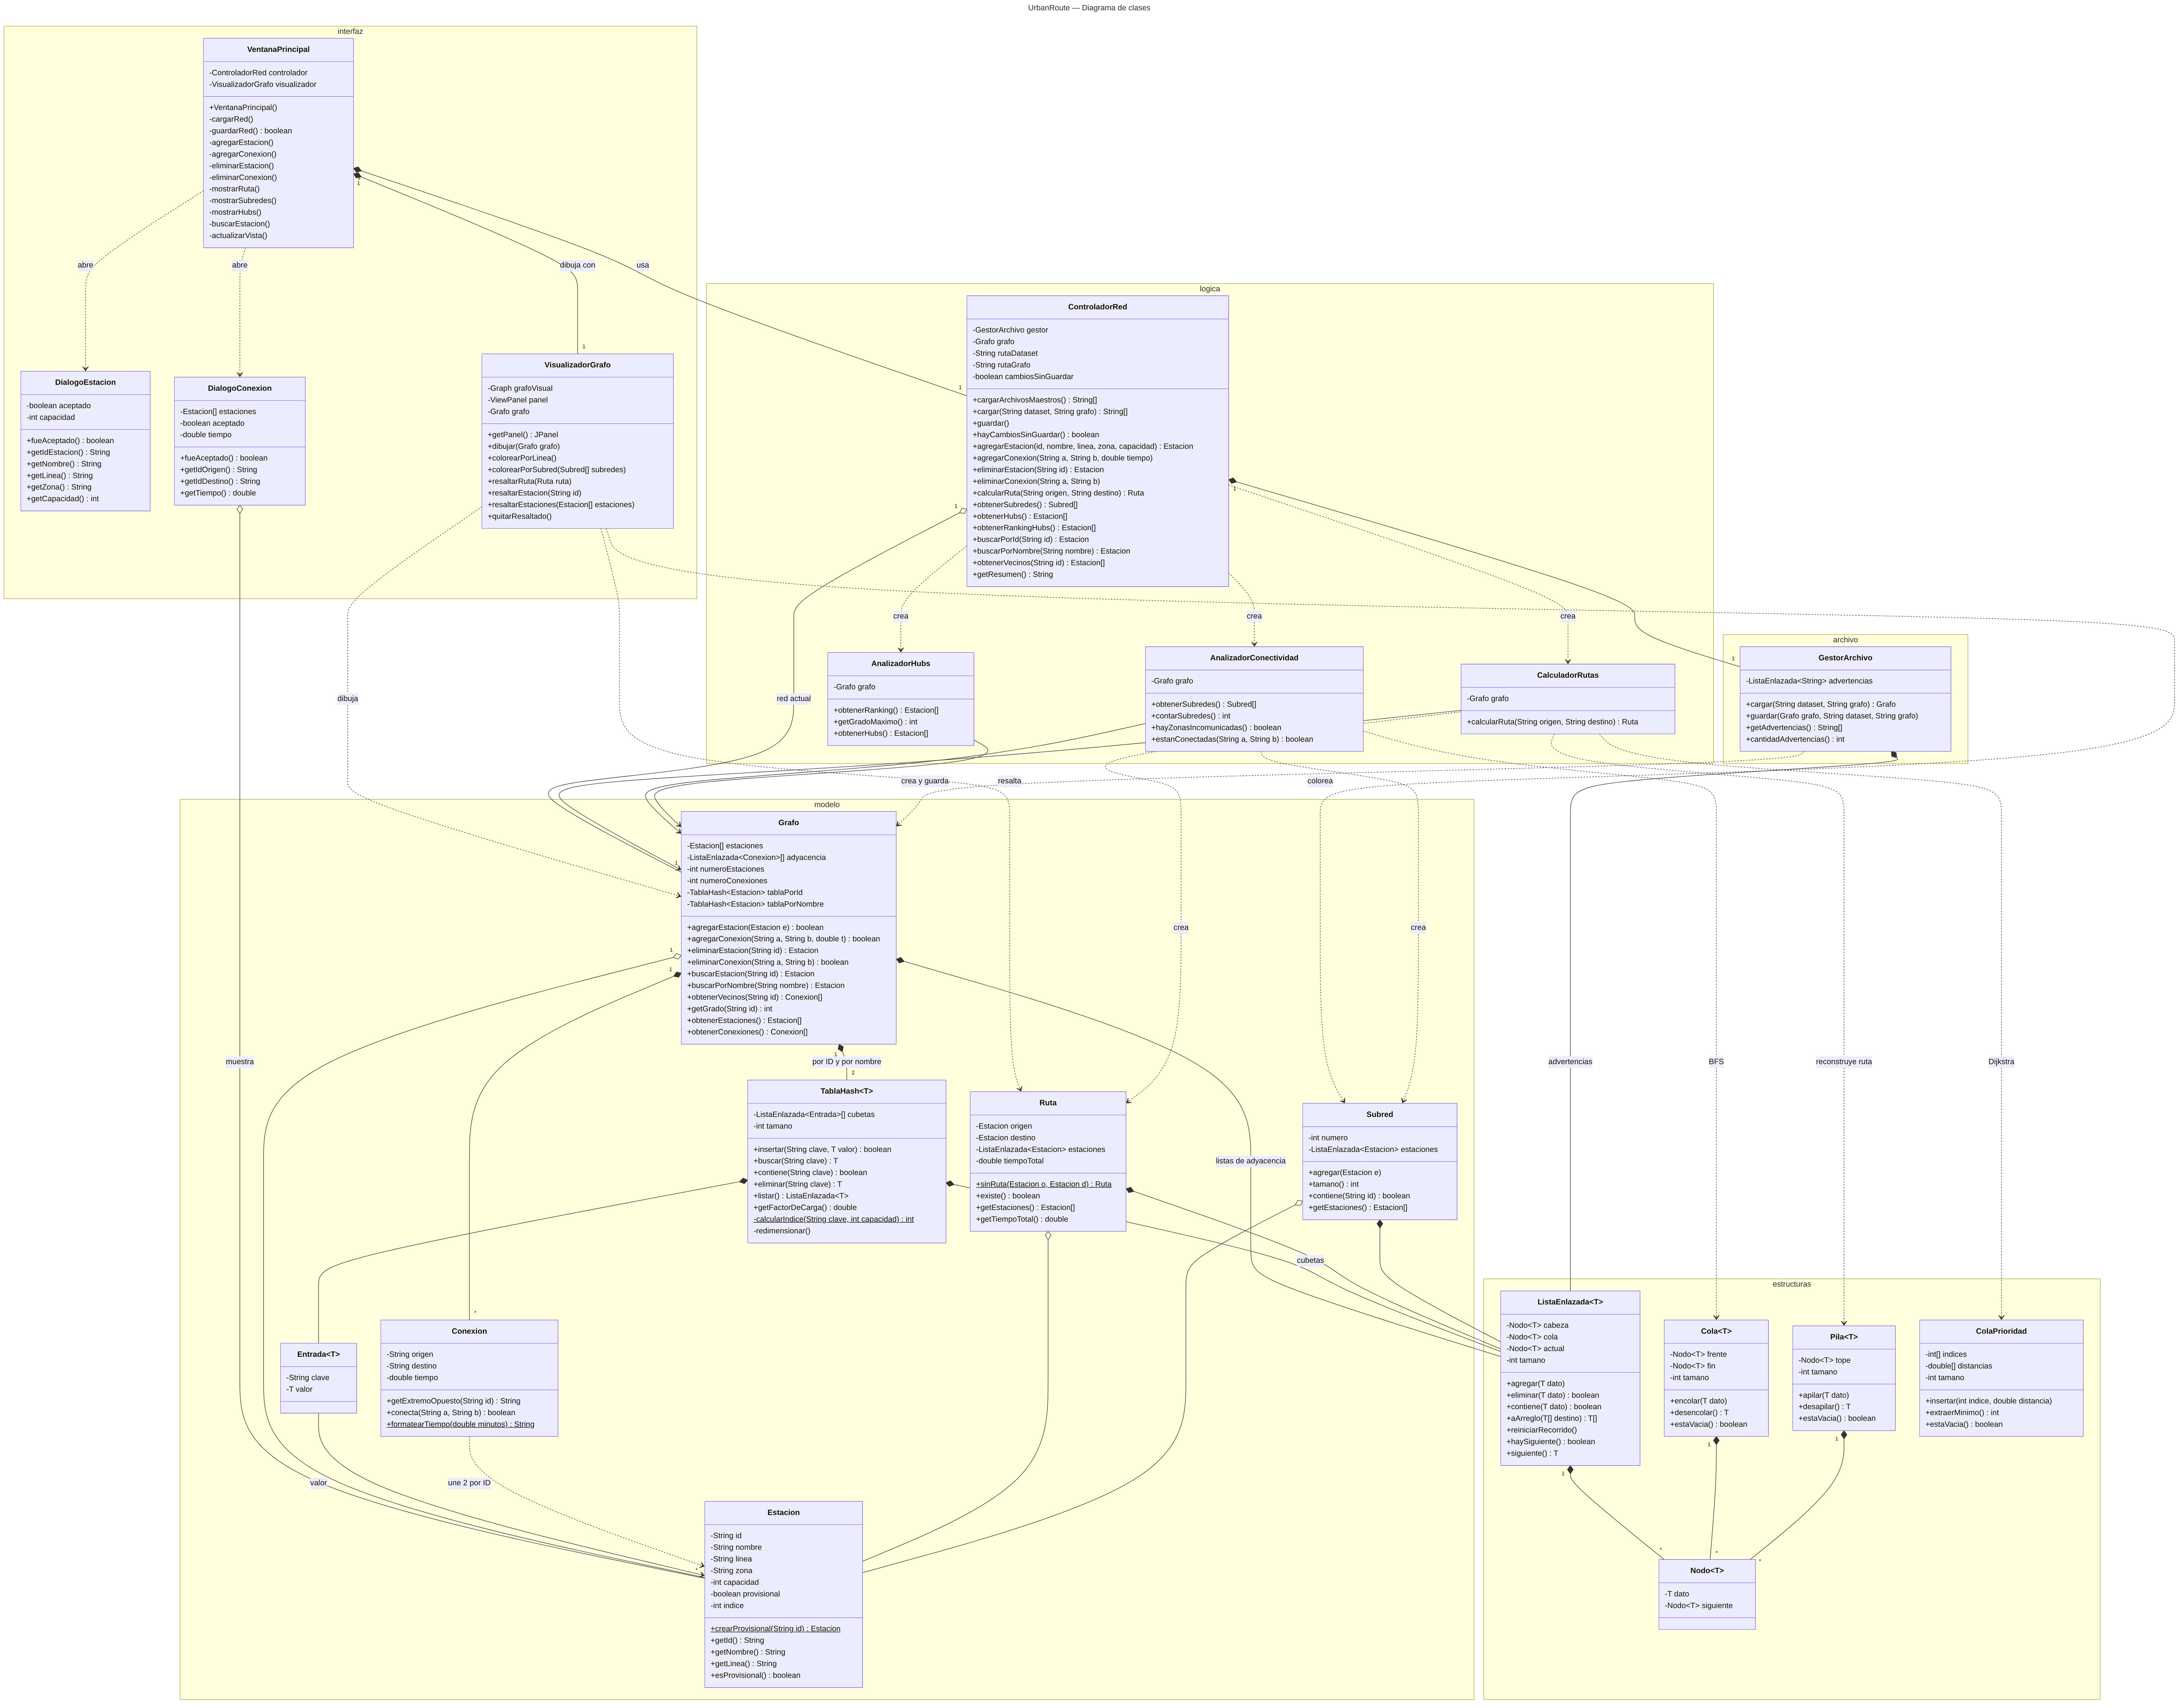 UrbanRoute — Diagrama de clases
interfaz
VentanaPrincipal
-ControladorRed controlador
-VisualizadorGrafo visualizador
+VentanaPrincipal()
-cargarRed()
-guardarRed() : boolean
-agregarEstacion()
-agregarConexion()
-eliminarEstacion()
-eliminarConexion()
-mostrarRuta()
-mostrarSubredes()
-mostrarHubs()
-buscarEstacion()
-actualizarVista()
1
abre
abre
dibuja con
usa
1
1
DialogoEstacion
-boolean aceptado
-int capacidad
+fueAceptado() : boolean
+getIdEstacion() : String
+getNombre() : String
+getLinea() : String
+getZona() : String
+getCapacidad() : int
DialogoConexion
-Estacion[] estaciones
-boolean aceptado
-double tiempo
+fueAceptado() : boolean
+getIdOrigen() : String
+getIdDestino() : String
+getTiempo() : double
VisualizadorGrafo
-Graph grafoVisual
-ViewPanel panel
-Grafo grafo
+getPanel() : JPanel
+dibujar(Grafo grafo)
+colorearPorLinea()
+colorearPorSubred(Subred[] subredes)
+resaltarRuta(Ruta ruta)
+resaltarEstacion(String id)
+resaltarEstaciones(Estacion[] estaciones)
+quitarResaltado()
logica
ControladorRed
-GestorArchivo gestor
-Grafo grafo
-String rutaDataset
-String rutaGrafo
-boolean cambiosSinGuardar
+cargarArchivosMaestros() : String[]
+cargar(String dataset, String grafo) : String[]
+guardar()
+hayCambiosSinGuardar() : boolean
+agregarEstacion(id, nombre, linea, zona, capacidad) : Estacion
+agregarConexion(String a, String b, double tiempo)
+eliminarEstacion(String id) : Estacion
+eliminarConexion(String a, String b)
+calcularRuta(String origen, String destino) : Ruta
+obtenerSubredes() : Subred[]
+obtenerHubs() : Estacion[]
+obtenerRankingHubs() : Estacion[]
+buscarPorId(String id) : Estacion
+buscarPorNombre(String nombre) : Estacion
+obtenerVecinos(String id) : Estacion[]
+getResumen() : String
1
1
crea
crea
crea
red actual
AnalizadorHubs
-Grafo grafo
+obtenerRanking() : Estacion[]
+getGradoMaximo() : int
+obtenerHubs() : Estacion[]
AnalizadorConectividad
-Grafo grafo
+obtenerSubredes() : Subred[]
+contarSubredes() : int
+hayZonasIncomunicadas() : boolean
+estanConectadas(String a, String b) : boolean
CalculadorRutas
-Grafo grafo
+calcularRuta(String origen, String destino) : Ruta
archivo
1
GestorArchivo
-ListaEnlazada<String> advertencias
+cargar(String dataset, String grafo) : Grafo
+guardar(Grafo grafo, String dataset, String grafo)
+getAdvertencias() : String[]
+cantidadAdvertencias() : int
dibuja
crea y guarda
resalta
colorea
modelo
Grafo
-Estacion[] estaciones
-ListaEnlazada<Conexion>[] adyacencia
-int numeroEstaciones
-int numeroConexiones
-TablaHash<Estacion> tablaPorId
-TablaHash<Estacion> tablaPorNombre
+agregarEstacion(Estacion e) : boolean
+agregarConexion(String a, String b, double t) : boolean
+eliminarEstacion(String id) : Estacion
+eliminarConexion(String a, String b) : boolean
+buscarEstacion(String id) : Estacion
+buscarPorNombre(String nombre) : Estacion
+obtenerVecinos(String id) : Conexion[]
+getGrado(String id) : int
+obtenerEstaciones() : Estacion[]
+obtenerConexiones() : Conexion[]
1
1
1
1
por ID y por nombre
2
crea
crea
muestra
advertencias
BFS
reconstruye ruta
Dijkstra
TablaHash<T>
-ListaEnlazada<Entrada>[] cubetas
-int tamano
+insertar(String clave, T valor) : boolean
+buscar(String clave) : T
+contiene(String clave) : boolean
+eliminar(String clave) : T
+listar() : ListaEnlazada<T>
+getFactorDeCarga() : double
-calcularIndice(String clave, int capacidad) : int
-redimensionar()
Ruta
-Estacion origen
-Estacion destino
-ListaEnlazada<Estacion> estaciones
-double tiempoTotal
+sinRuta(Estacion o, Estacion d) : Ruta
+existe() : boolean
+getEstaciones() : Estacion[]
+getTiempoTotal() : double
listas de adyacencia
Subred
-int numero
-ListaEnlazada<Estacion> estaciones
+agregar(Estacion e)
+tamano() : int
+contiene(String id) : boolean
+getEstaciones() : Estacion[]
cubetas
*
Entrada<T>
-String clave
-T valor
Conexion
-String origen
-String destino
-double tiempo
+getExtremoOpuesto(String id) : String
+conecta(String a, String b) : boolean
+formatearTiempo(double minutos) : String
valor
une 2 por ID
*
Estacion
-String id
-String nombre
-String linea
-String zona
-int capacidad
-boolean provisional
-int indice
+crearProvisional(String id) : Estacion
+getId() : String
+getNombre() : String
+getLinea() : String
+esProvisional() : boolean
estructuras
ListaEnlazada<T>
-Nodo<T> cabeza
-Nodo<T> cola
-Nodo<T> actual
-int tamano
+agregar(T dato)
+eliminar(T dato) : boolean
+contiene(T dato) : boolean
+aArreglo(T[] destino) : T[]
+reiniciarRecorrido()
+haySiguiente() : boolean
+siguiente() : T
Cola<T>
-Nodo<T> frente
-Nodo<T> fin
-int tamano
+encolar(T dato)
+desencolar() : T
+estaVacia() : boolean
Pila<T>
-Nodo<T> tope
-int tamano
+apilar(T dato)
+desapilar() : T
+estaVacia() : boolean
ColaPrioridad
-int[] indices
-double[] distancias
-int tamano
+insertar(int indice, double distancia)
+extraerMinimo() : int
+estaVacia() : boolean
1
1
1
*
*
*
Nodo<T>
-T dato
-Nodo<T> siguiente